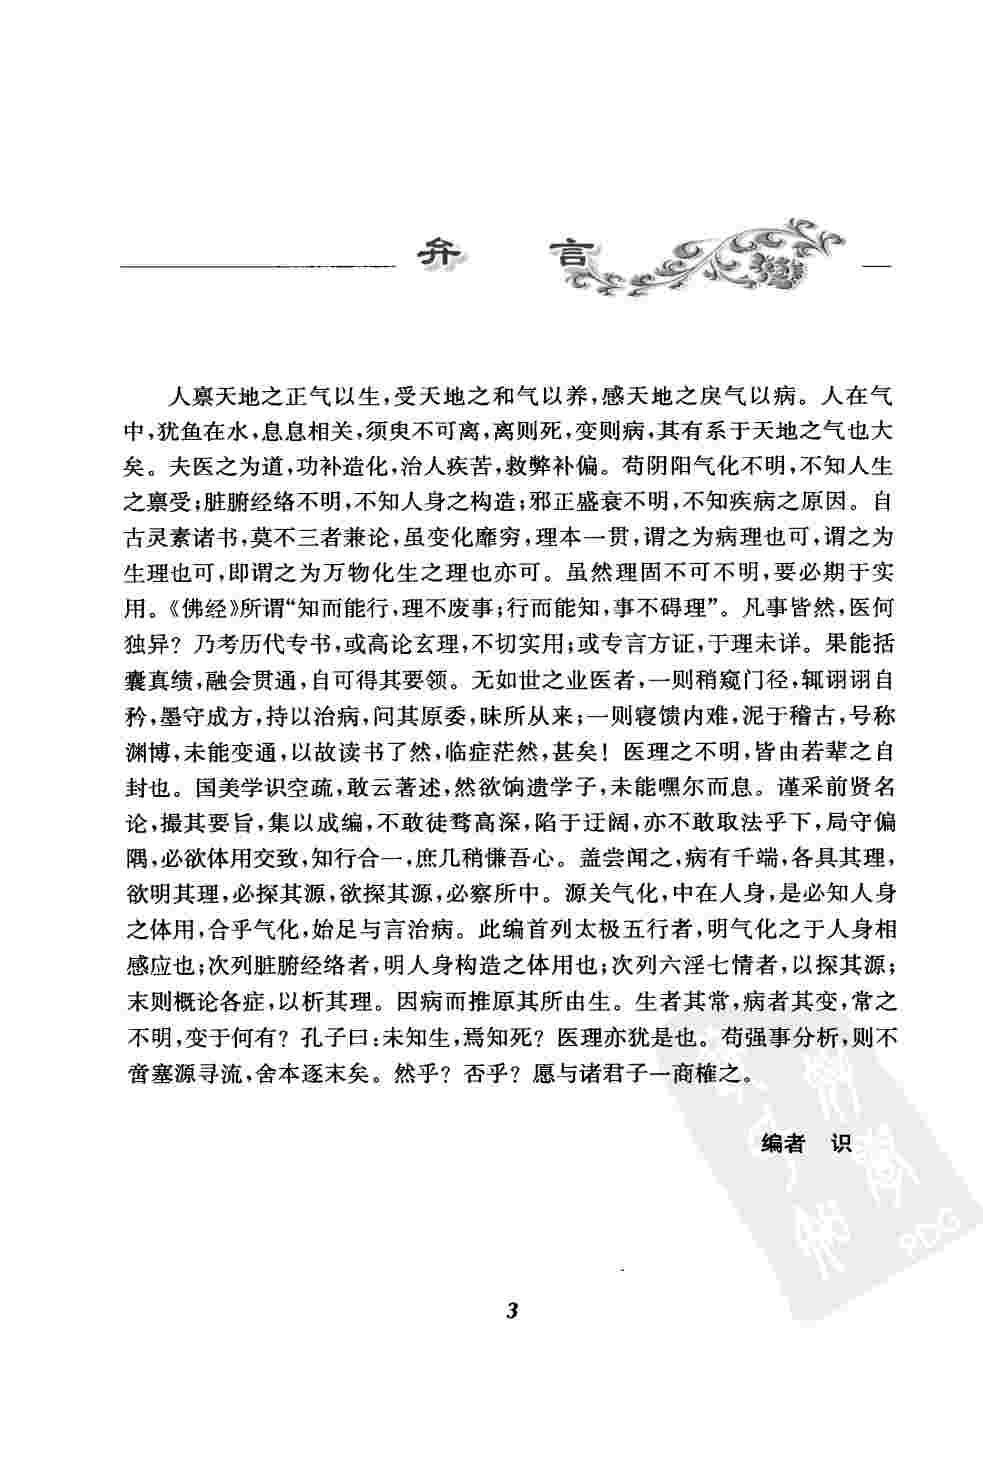 弁 言
人禀天地之正气以生,受天地之和气以养,感天地之戾气以病。人在气
中,犹鱼在水,息息相关,须臾不可离,离则死,变则病,其有系于天地之气也大
矣。夫医之为道,功补造化,治人疾苦,救弊补偏。苟阴阳气化不明,不知人生
之禀受;脏腑经络不明,不知人身之构造;邪正盛衰不明,不知疾病之原因。自
古灵素诸书,莫不三者兼论,虽变化靡穷,理本一贯,谓之为病理也可,谓之为
生理也可,即谓之为万物化生之理也亦可。虽然理固不可不明,要必期于实
用。《佛经》所谓“知而能行,理不废事;行而能知,事不碍理”。凡事皆然,医何
独异?乃考历代专书,或高论玄理,不切实用;或专言方证,于理未详。果能括
囊真绩,融会贯通,自可得其要领。无如世之业医者,一则稍窥门径,辄诩诩自
矜,墨守成方,持以治病,问其原委,昧所从来;一则寝馈内难,泥于稽古,号称
渊博,未能变通,以故读书了然,临症茫然,甚矣!医理之不明,皆由若辈之自
封也。国美学识空疏,敢云著述,然欲饷遗学子,未能嘿尔而息。谨采前贤名
论,撮其要旨,集以成编,不敢徒骛高深,陷于迂阔,亦不敢取法乎下,局守偏
隅,必欲体用交致,知行合一,庶几稍慊吾心。盖尝闻之,病有千端,各具其理,
欲明其理,必探其源,欲探其源,必察所中。源关气化,中在人身,是必知人身
之体用,合乎气化,始足与言治病。此编首列太极五行者,明气化之于人身相
感应也;次列脏腑经络者,明人身构造之体用也;次列六淫七情者,以探其源;
末则概论各症,以析其理。因病而推原其所由生。生者其常,病者其变,常之
不明,变于何有?孔子曰:未知生,焉知死?医理亦犹是也。苟强事分析,则不
啻塞源寻流,舍本逐末矣。然乎?否乎?愿与诸君子一商榷之。
编者 识
PDG
3